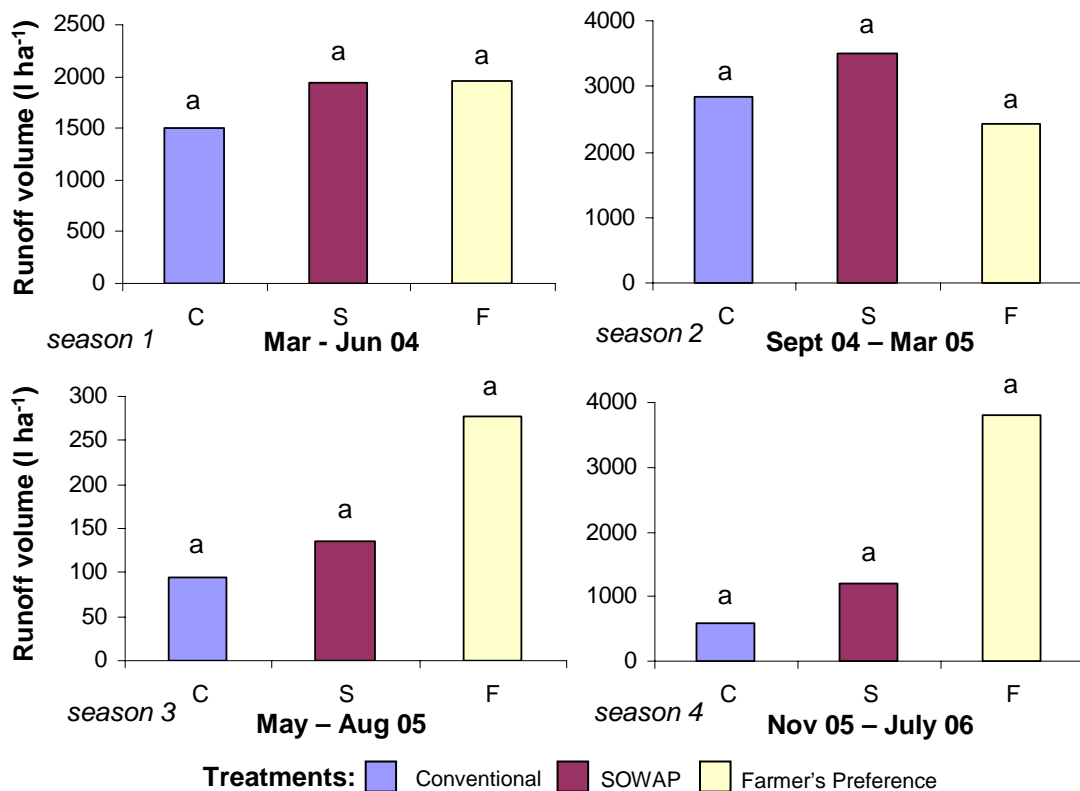 Runoff volume (l ha-1)
2500
2000
1500
1000
500
0
a
a
a
C
S
F
season 1
Mar - Jun 04
4000
3000
2000
1000
0
a
a
a
C
S
F
season 2
Sept 04 – Mar 05
Runoff volume (l ha-1)
300
250
200
150
100
50
0
a
a
a
C
S
F
season 3
May – Aug 05
4000
3000
2000
1000
0
a
a
a
C
S
F
season 4
Nov 05 – July 06
Treatments: Conventional SOWAP Farmer's Preference